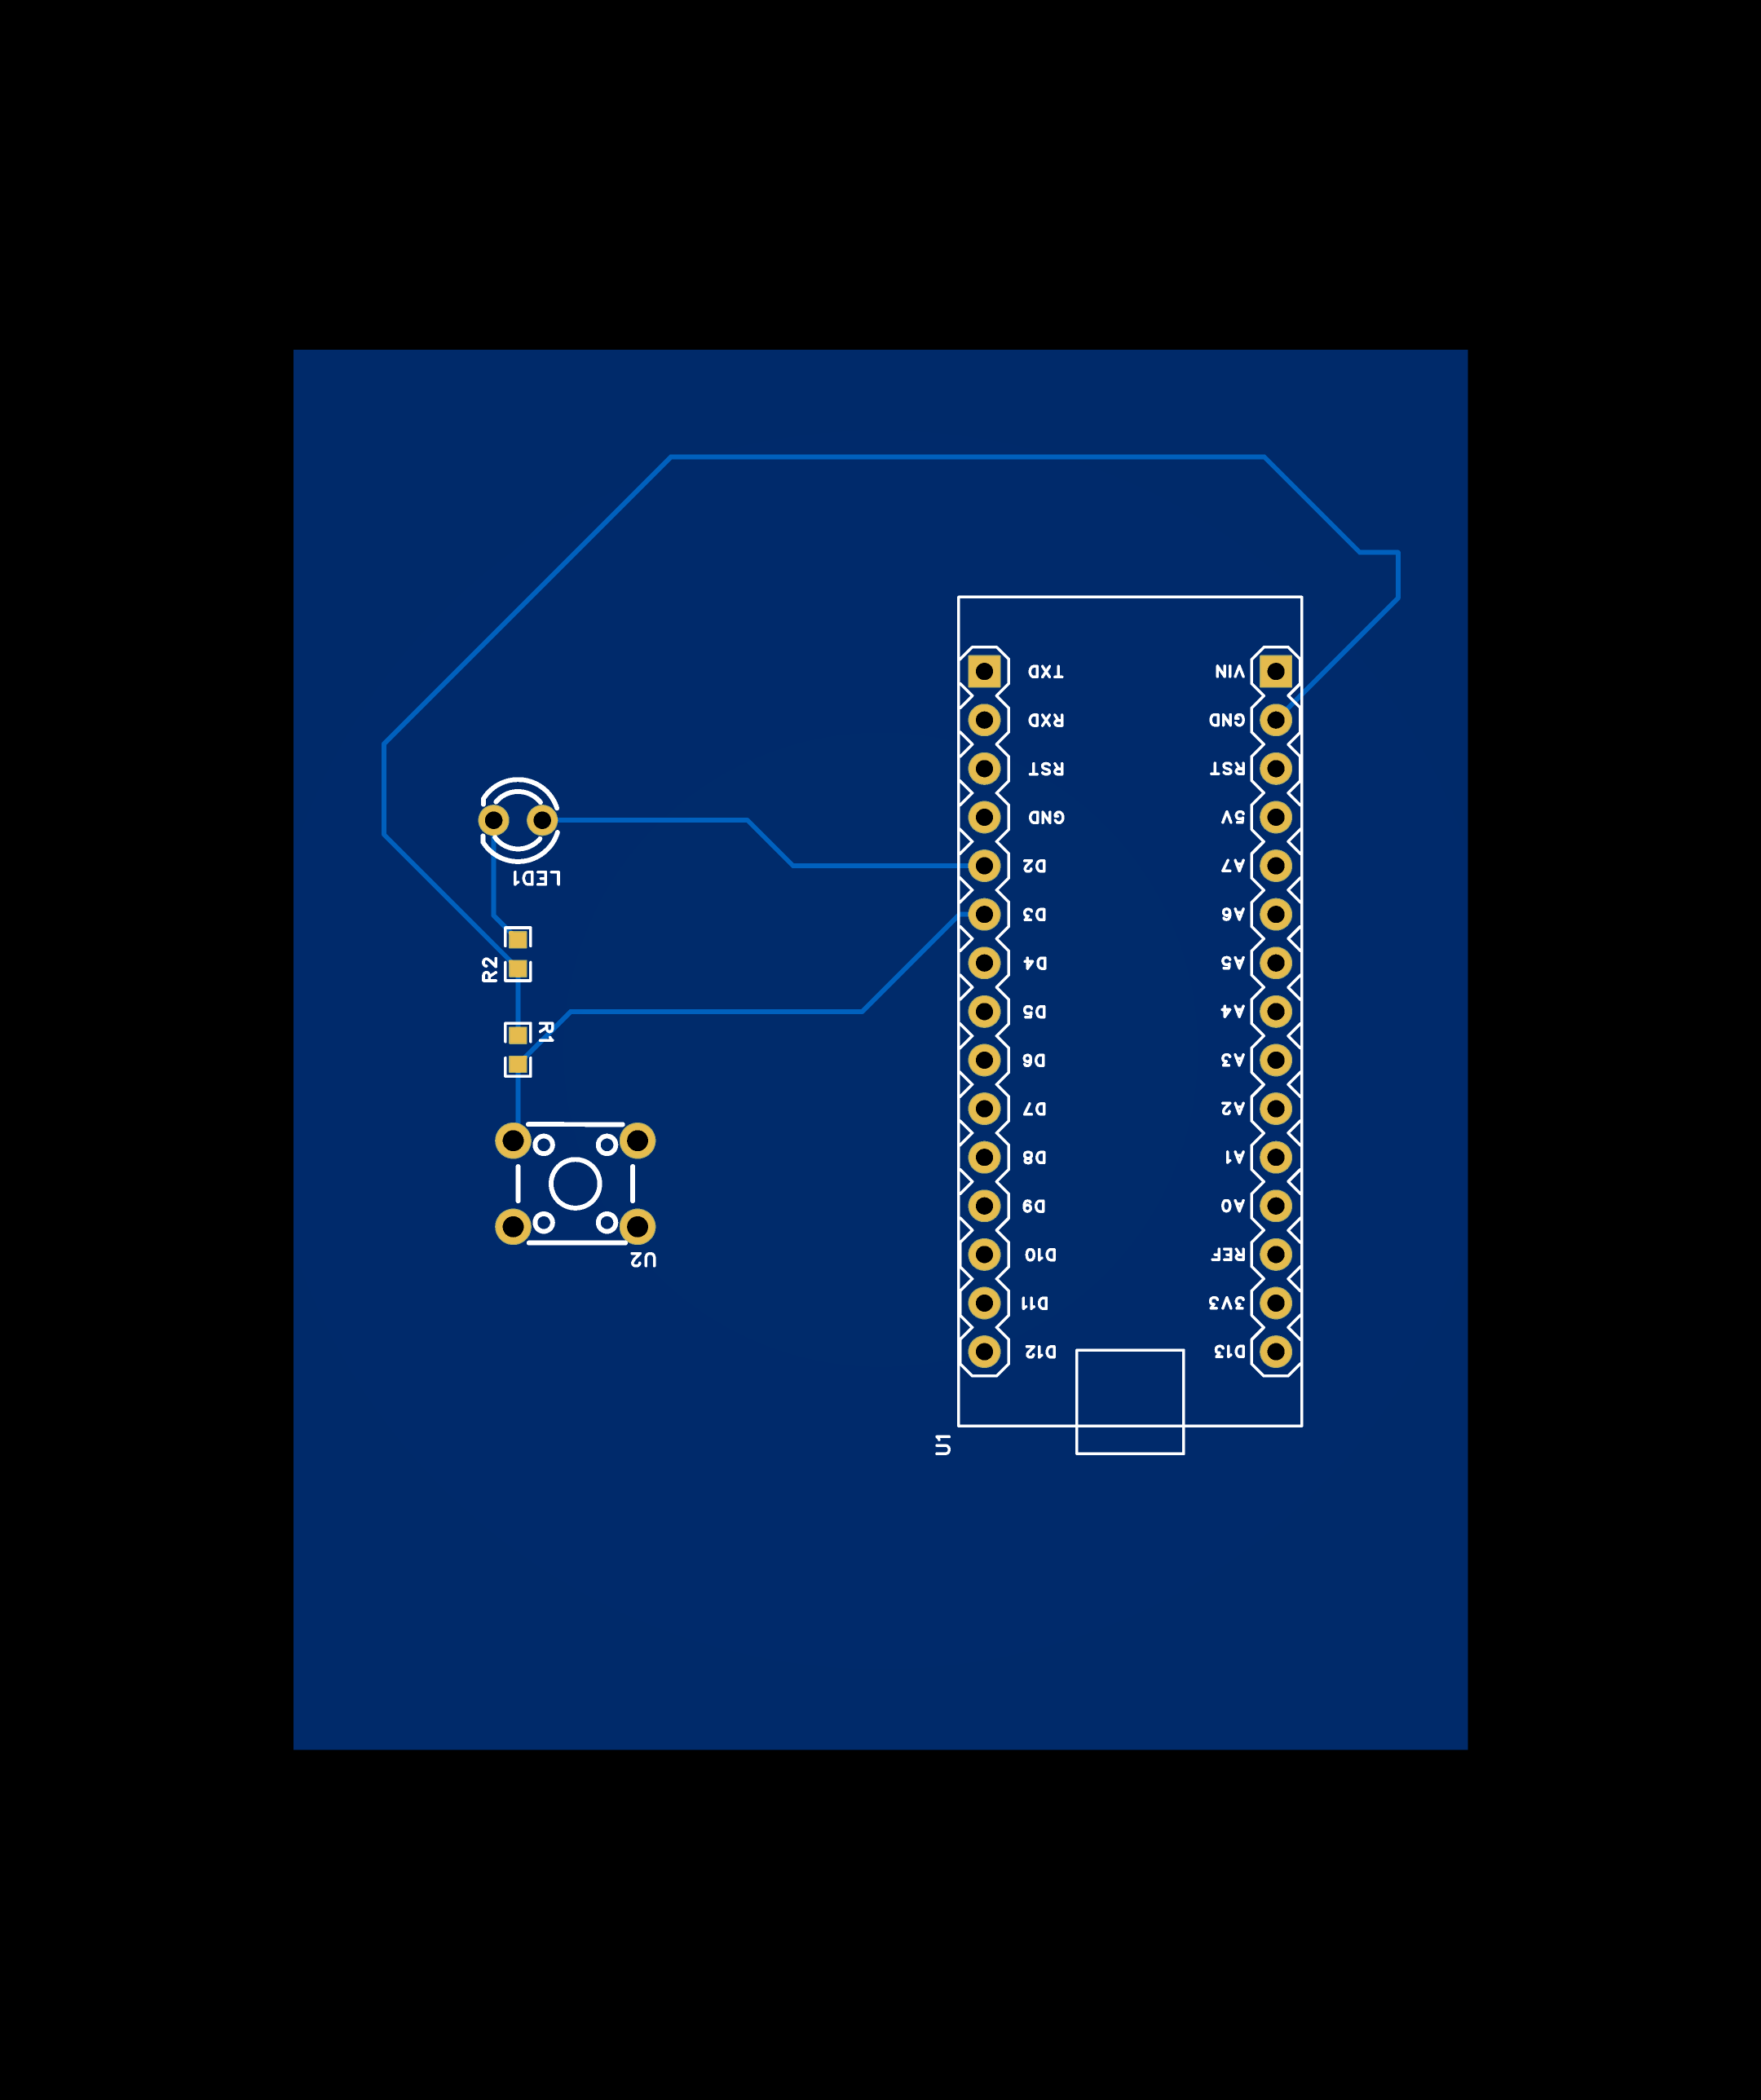 TXD
VIN
RXD
GND
RST
RST
GND
5V
D2
A7
LED1
D3
A6
D4
A5
R2
D5
A4
R1
D6
A3
D7
A2
D8
A1
D9
A0
D10
REF
U2
D11
3V3
D12
D13
U1